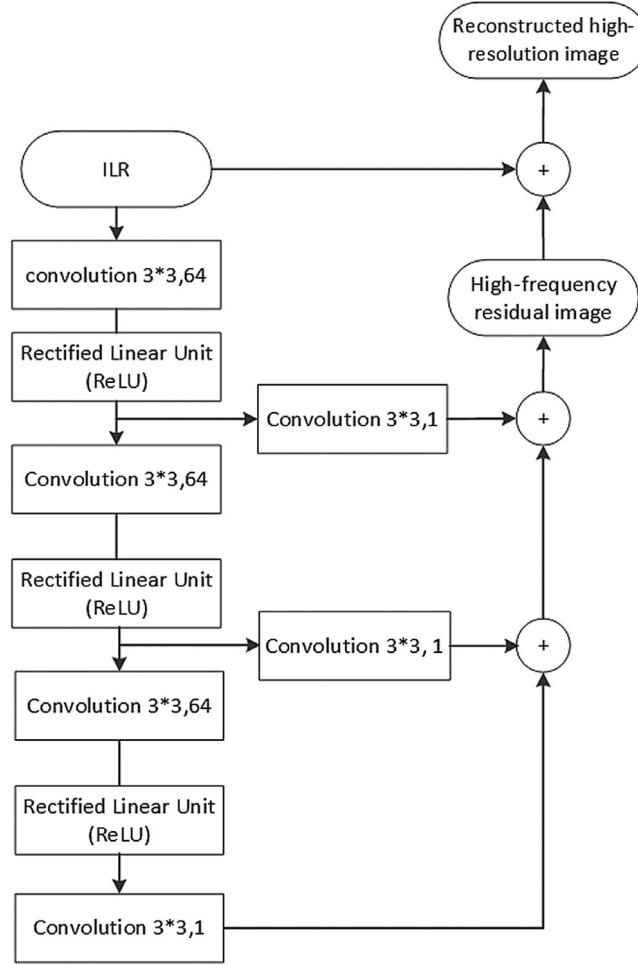 Reconstructed high-
resolution image
ILR
+
convolution 3*3,64
High-frequency
residual image
Rectified Linear Unit
(ReLU)
Convolution 3*3,1
+
Convolution 3*3,64
Rectified Linear Unit
(ReLU)
Convolution 3*3, 1
+
Convolution 3*3,64
Rectified Linear Unit
(ReLU)
Convolution 3*3,1